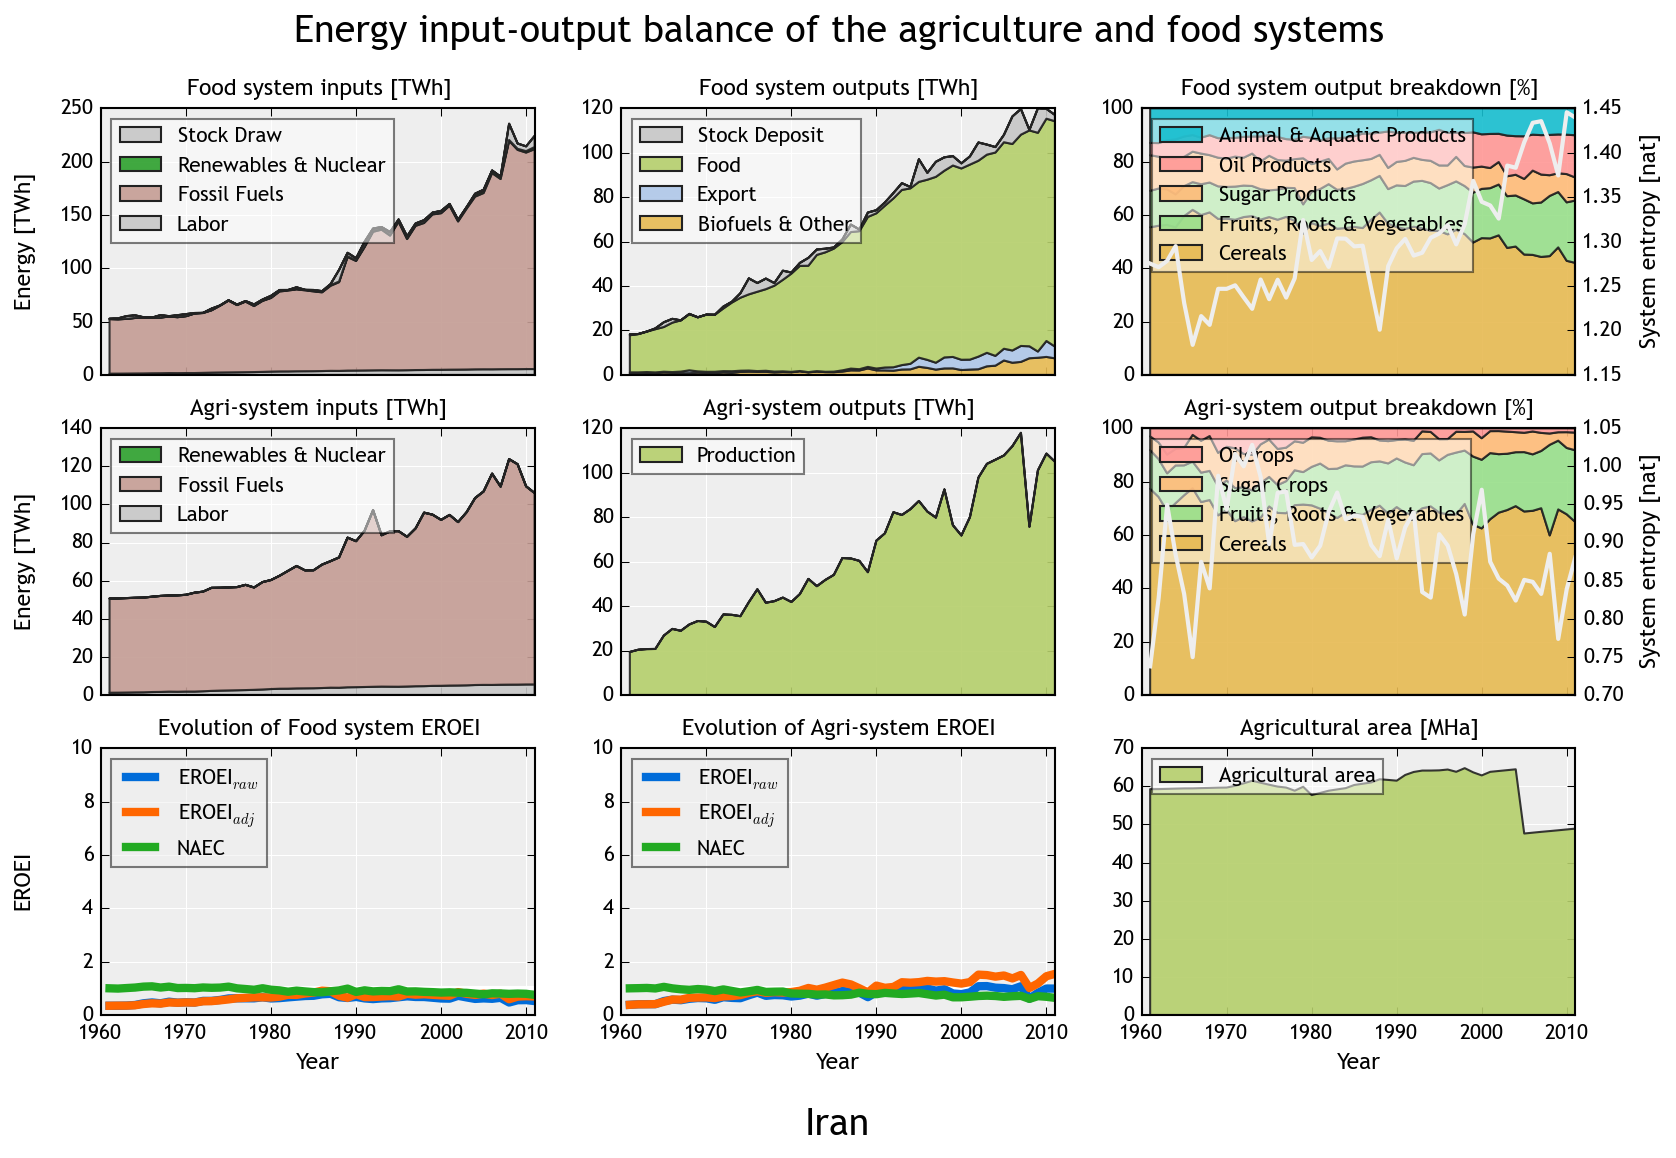 Energy input-output balance of the agriculture and food systems
Food system inputs [TWh]
Energy [TWh]
250
200
150
100
50
0
Stock Draw
Renewables & Nuclear
Fossil Fuels
Labor
Food system outputs [TWh]
120
100
80
60
40
20
0
Stock Deposit
Food
Export
Biofuels & Other
Food system output breakdown [%]
100
80
60
40
20
0
Animal & Aquatic Products
Oil Products
Sugar Products
Fruits, Roots & Vegetables
Cereals
1.45
1.40
1.35
1.30
1.25
1.20
1.15
System entropy [nat]
Agri-system inputs [TWh]
Energy [TWh]
140
120
100
80
60
40
20
0
Renewables & Nuclear
Fossil Fuels
Labor
Agri-system outputs [TWh]
120
100
80
60
40
20
0
Production
Agri-system output breakdown [%]
100
80
60
40
20
0
Oilcrops
Sugar Crops
Fruits, Roots & Vegetables
Cereals
1.05
1.00
0.95
0.90
0.85
0.80
0.75
0.70
System entropy [nat]
Evolution of Food system EROEI
EROEI
10
8
6
4
2
0
EROEI raw
EROEI adj
NAEC
1960 1970 1980 1990 2000 2010
Year
Evolution of Agri-system EROEI
10
8
6
4
2
0
EROEI raw
EROEI adj
NAEC
1960 1970 1980 1990 2000 2010
Year
Agricultural area [MHa]
70
60
50
40
30
20
10
0
Agricultural area
1960 1970 1980 1990 2000 2010
Year
Iran